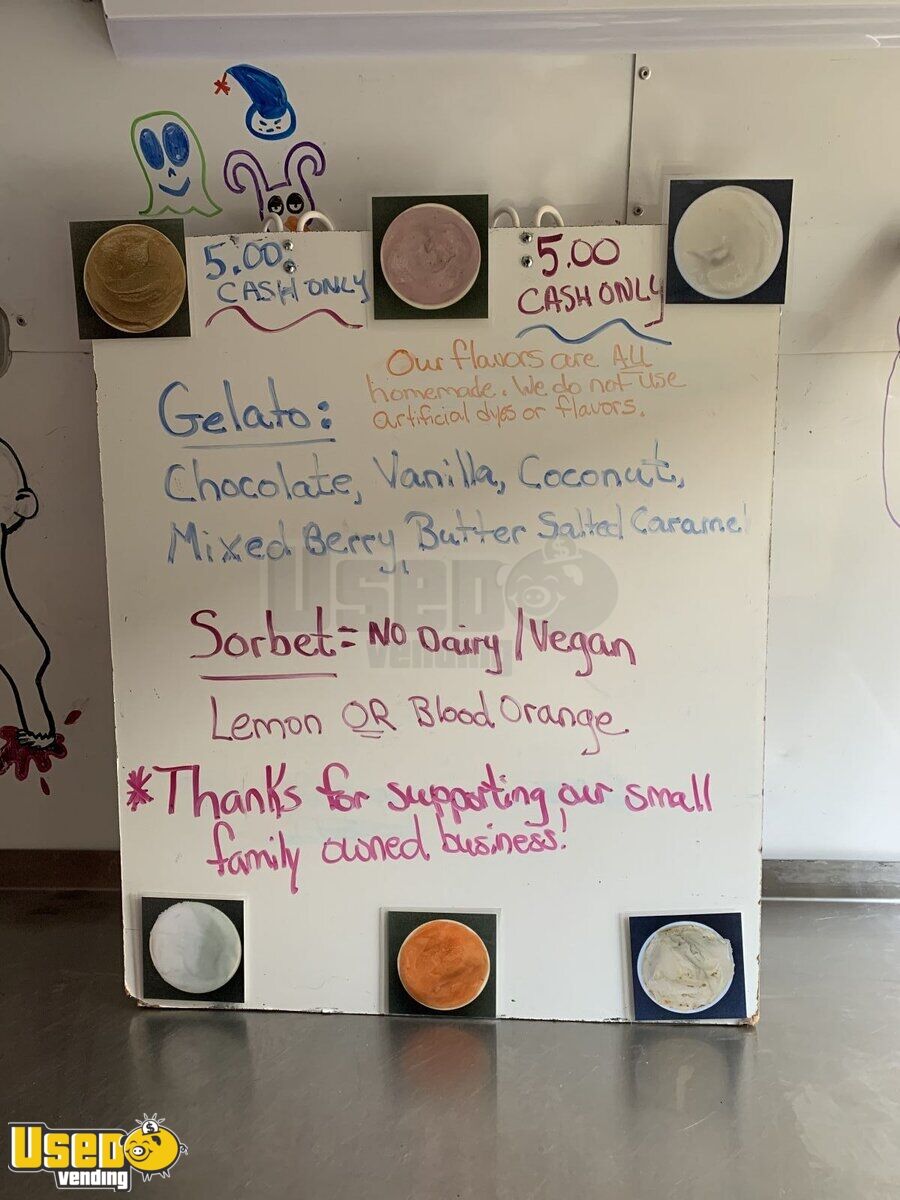 5.00
CASH ONLY
5.00
CASH ONLY
Our flavors are ALL
homemade. We do not use
artificial dyes or flavors.
Gelato:
Chocolate, Vanilla, Coconut,
Mixed Berry, Butter Salted Caramel
Sorbet = NO Dairy / Vegan
Lemon OR Blood Orange
*Thanks for supporting our small
family owned business!
USED
vending
USED
vending